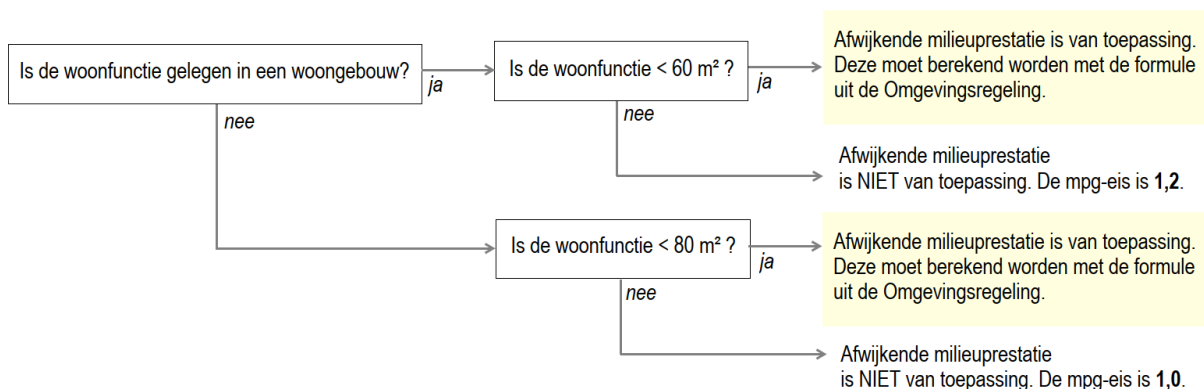 Is de woonfunctie gelegen in een woongebouw?
ja
nee
Is de woonfunctie < 60 m² ?
ja
nee
Afwijkende milieuprestatie is van toepassing.
Deze moet berekend worden met de formule
uit de Omgevingsregeling.
Afwijkende milieuprestatie
is NIET van toepassing. De mpg-eis is 1,2.
Is de woonfunctie < 80 m² ?
ja
nee
Afwijkende milieuprestatie is van toepassing.
Deze moet berekend worden met de formule
uit de Omgevingsregeling.
Afwijkende milieuprestatie
is NIET van toepassing. De mpg-eis is 1,0.